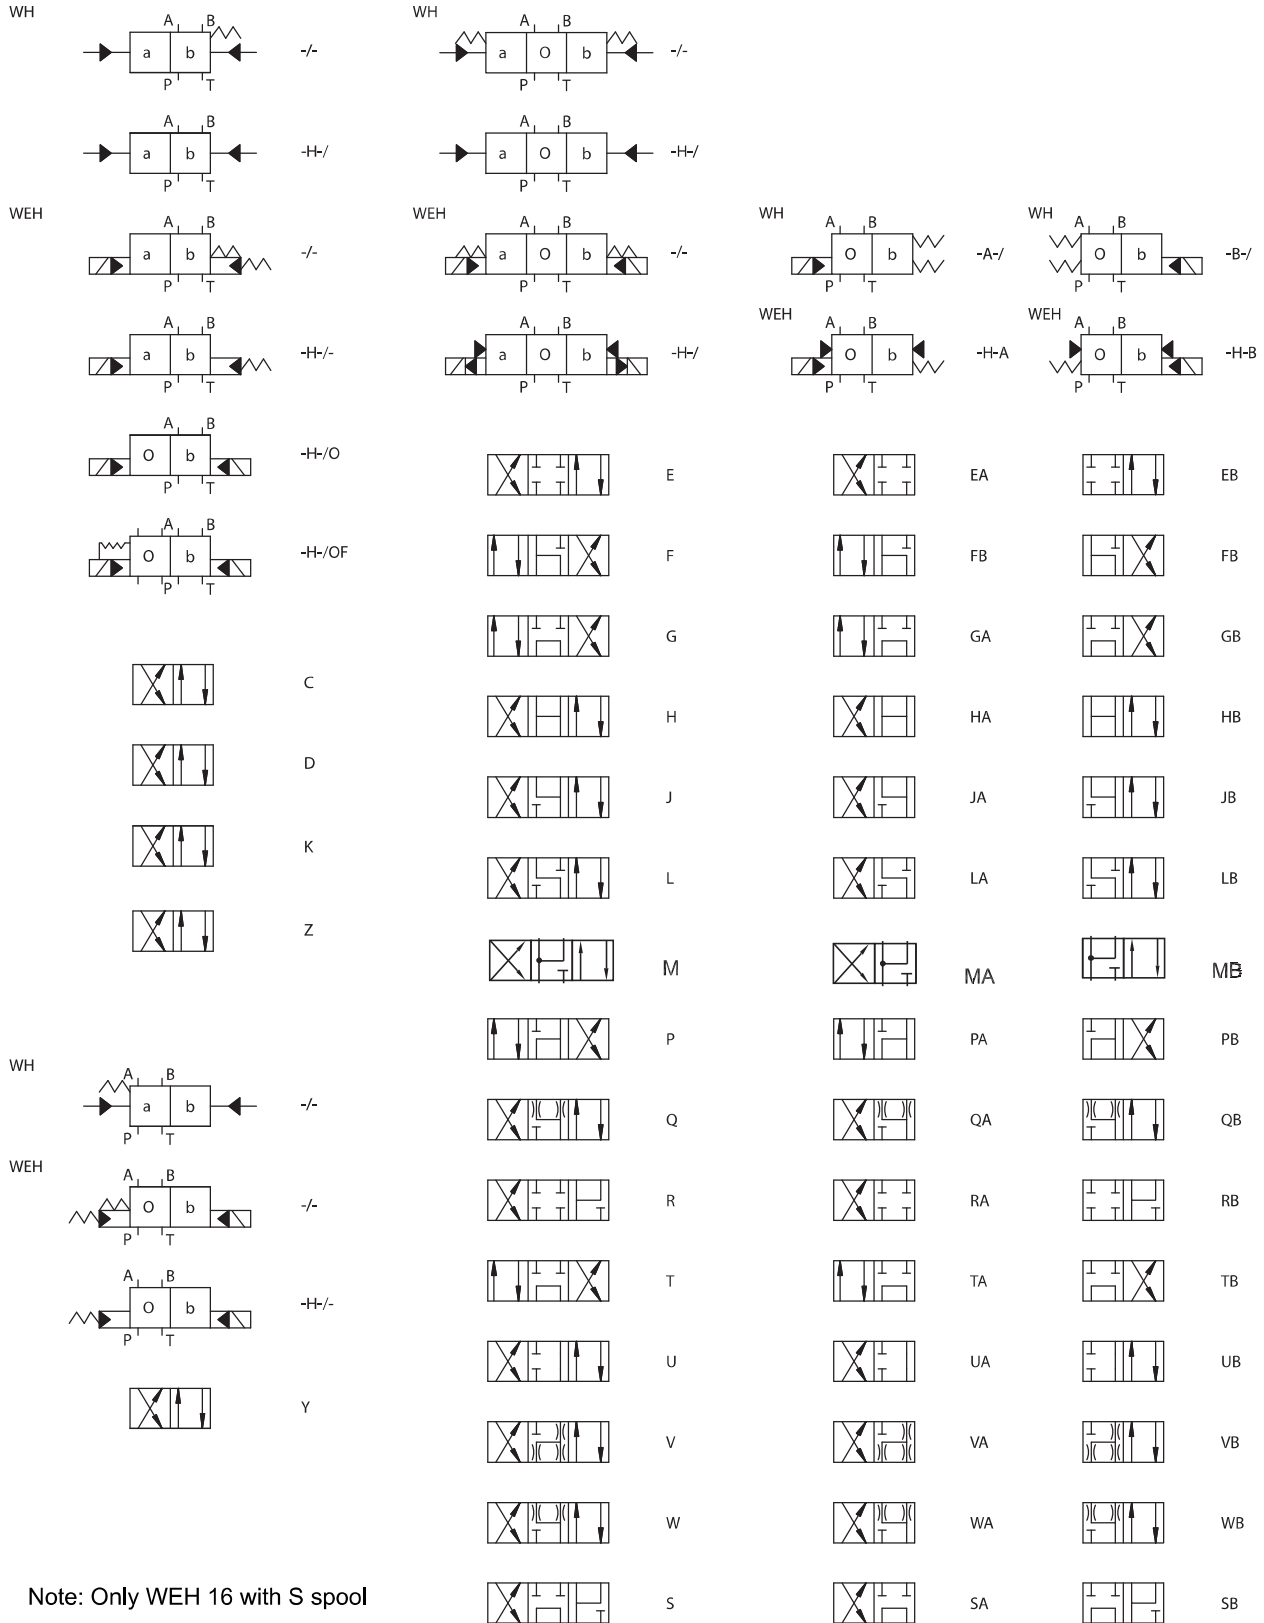 WH
A B
a b
P T
-/-
WH
A B
a O b
P T
-/-
A B
a b
P T
-H-/
A B
a O b
P T
-H-/
WEH
A B
a b
P T
-/-
WEH
A B
a O b
P T
-/-
WH
A B
O b
P T
-A-/
WH
A B
O b
P T
-B-/
A B
a b
P T
-H-/-
A B
a O b
P T
-H-/
WEH
A B
O b
P T
-H-A
WEH
A B
O b
P T
-H-B
A B
O b
P T
-H-/O
A B
O b
P T
-H-/OF
C
D
K
Z
WH
A B
a b
P T
-/-
WEH
A B
O b
P T
-/-
A B
O b
P T
-H-/-
Y
E EA EB
F FB FB
G GA GB
H HA HB
J JA JB
L LA LB
M MA MB
P PA PB
Q QA QB
R RA RB
T TA TB
U UA UB
V VA VB
W WA WB
S SA SB
Note: Only WEH 16 with S spool